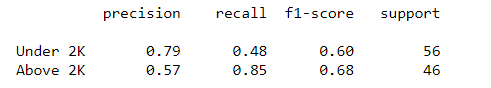 precision recall f1-score support
Under 2K 0.79 0.48 0.60 56
Above 2K 0.57 0.85 0.68 46